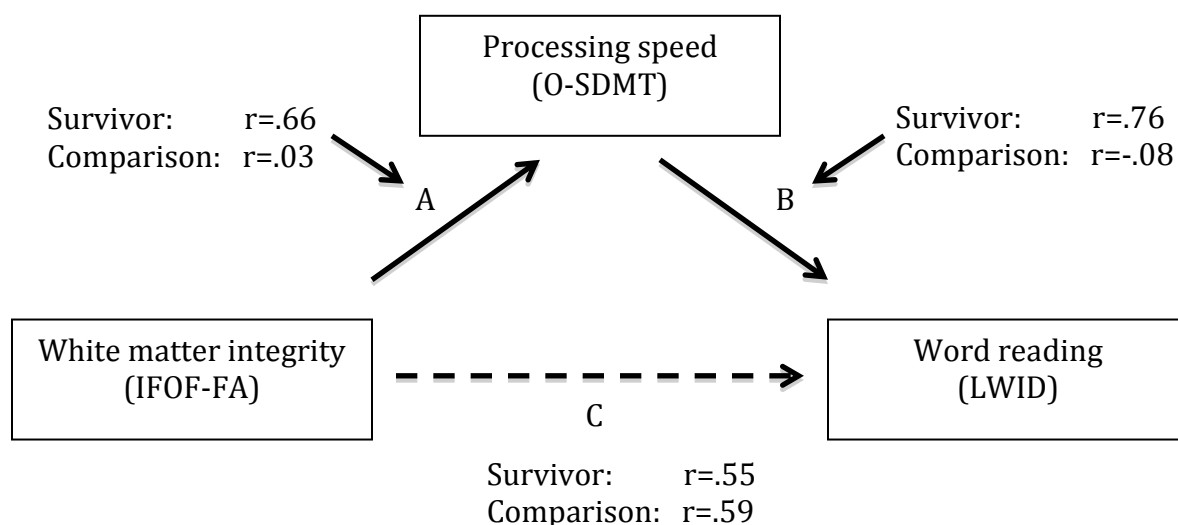 Processing speed
(O-SDMT)
Survivor: r=.66
Comparison: r=.03
Survivor: r=.76
Comparison: r=-.08
A
B
White matter integrity
(IFOF-FA)
Word reading
(LWID)
C
Survivor: r=.55
Comparison: r=.59